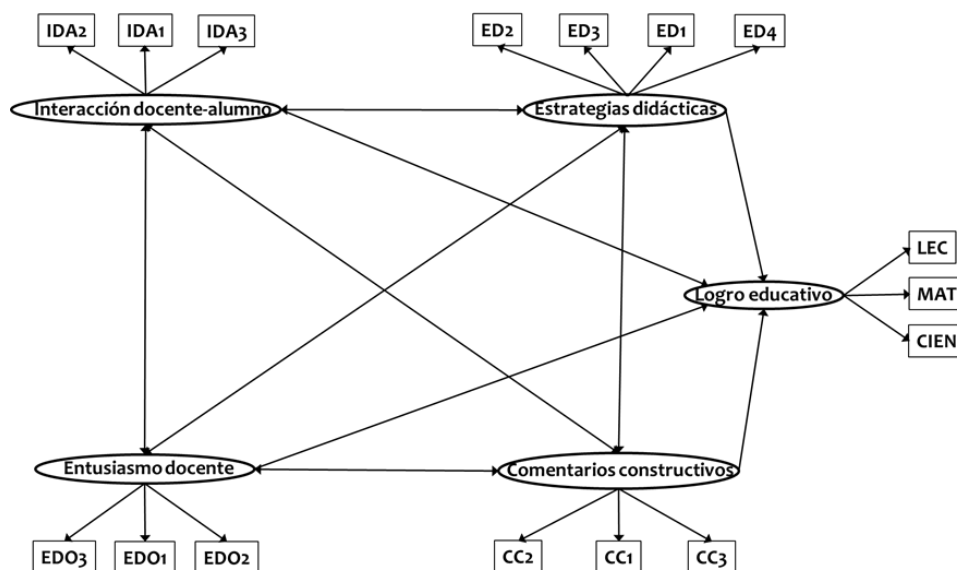 IDA2
IDA1
IDA3
ED2
ED3
ED1
ED4
Interacción docente-alumno
Estrategias didácticas
LEC
Logro educativo
MAT
CIEN
Entusiasmo docente
Comentarios constructivos
EDO3
EDO1
EDO2
CC2
CC1
CC3